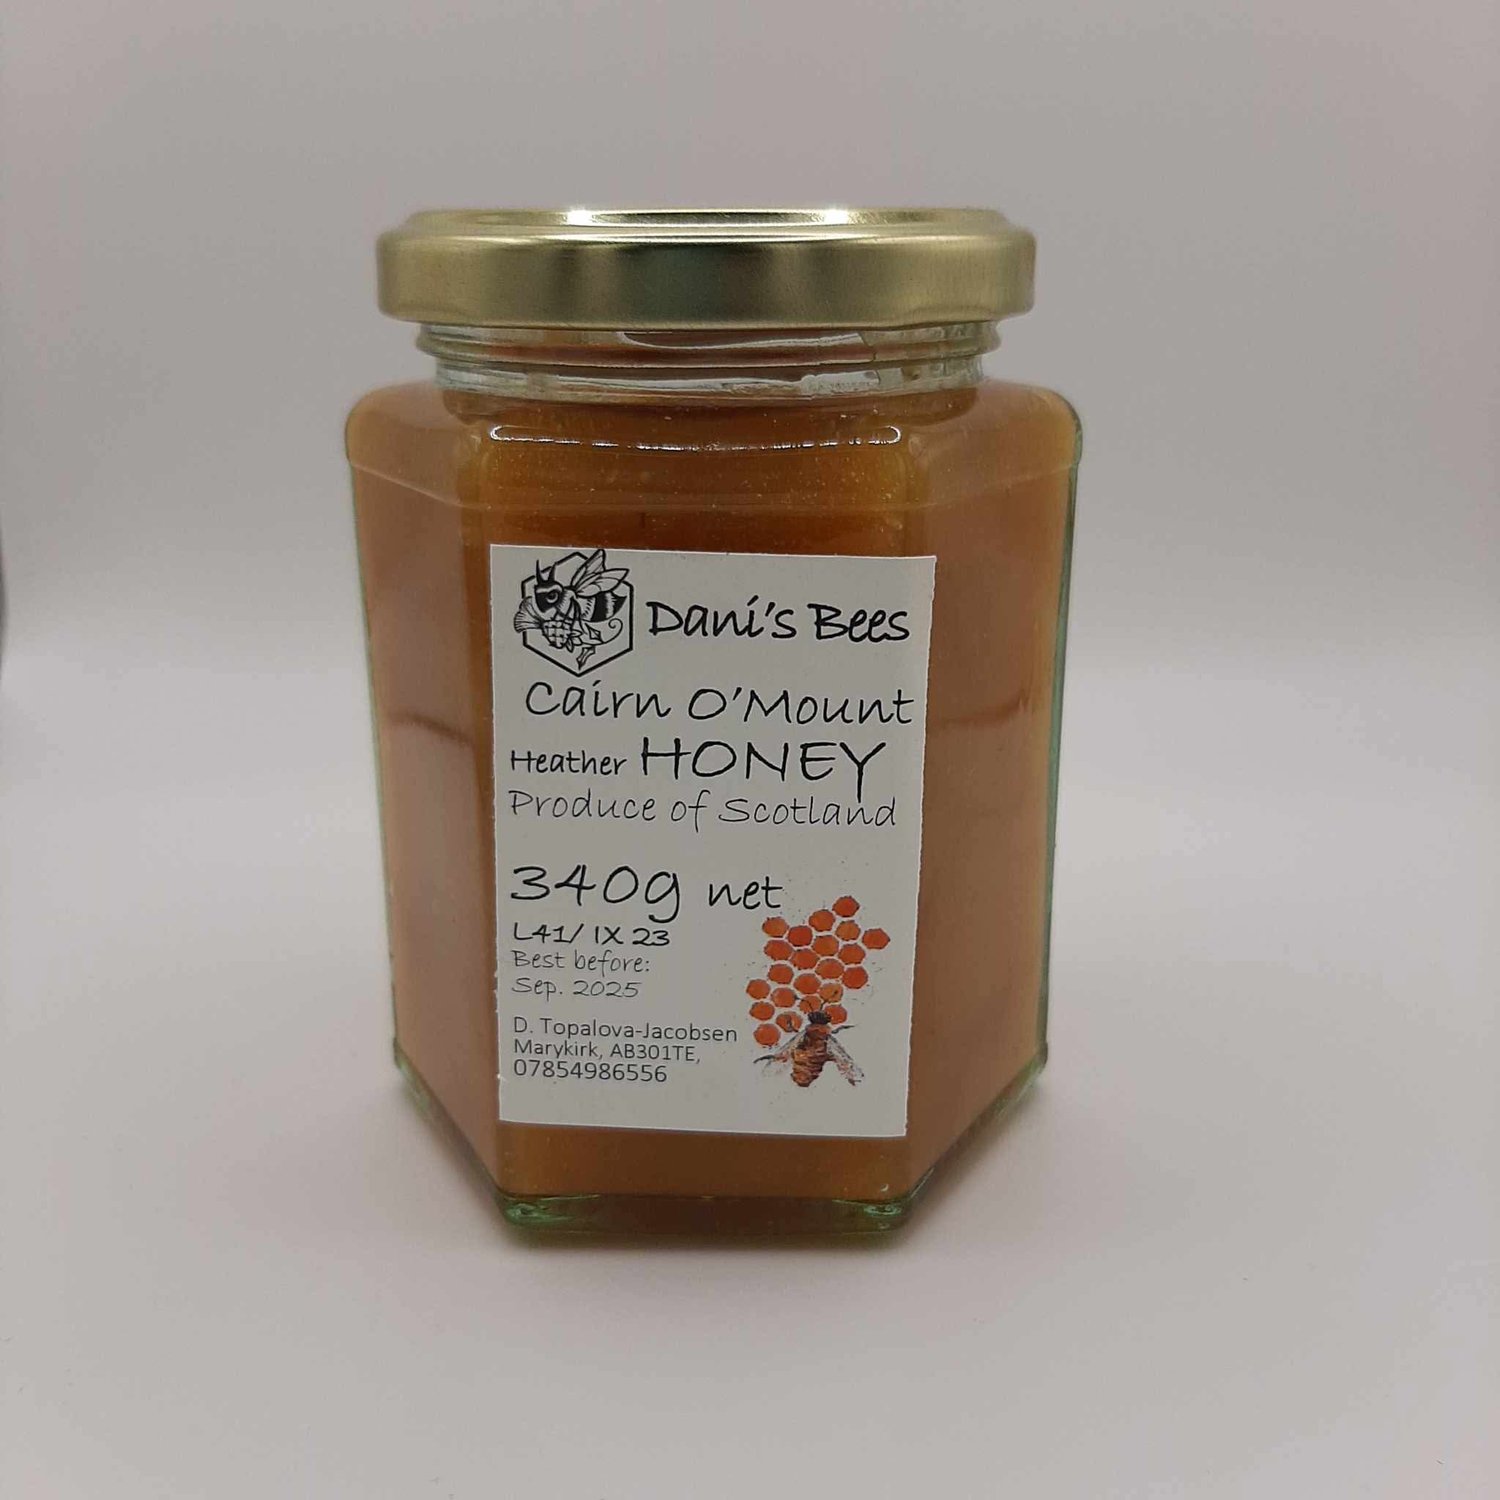 Dani's Bees
Cairn O'Mount
Heather HONEY
Produce of Scotland
340g net
L41/ IX 23
Best before:
Sep. 2025
D. Topalova-Jacobsen
Marykirk, AB301TE,
07854986556